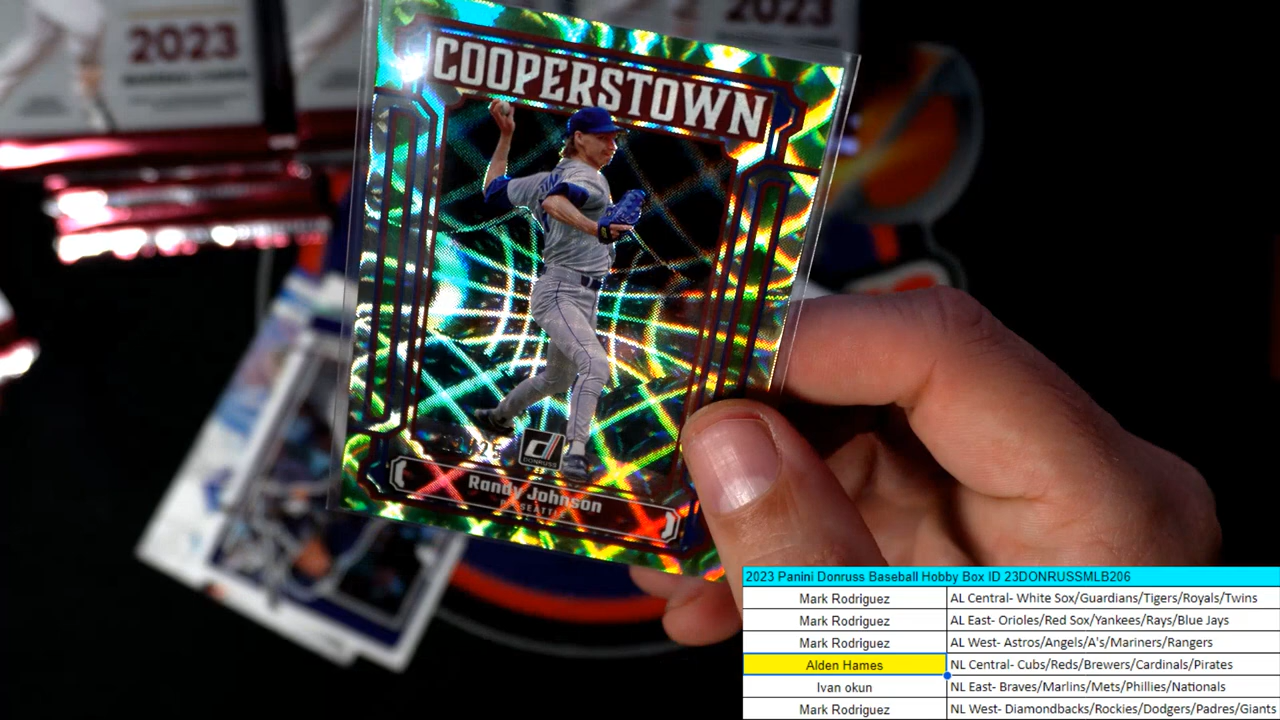 2023
2023
COOPERSTOWN
DONRUSS
Randy Johnson
2023 Panini Donruss Baseball Hobby Box ID 23DONRUSSMLB206
Mark Rodriguez AL Central- White Sox/Guardians/Tigers/Royals/Twins
Mark Rodriguez AL East- Orioles/Red Sox/Yankees/Rays/Blue Jays
Mark Rodriguez AL West- Astros/Angels/A's/Mariners/Rangers
Alden Hames NL Central- Cubs/Reds/Brewers/Cardinals/Pirates
Ivan okun NL East- Braves/Marlins/Mets/Phillies/Nationals
Mark Rodriguez NL West- Diamondbacks/Rockies/Dodgers/Padres/Giants